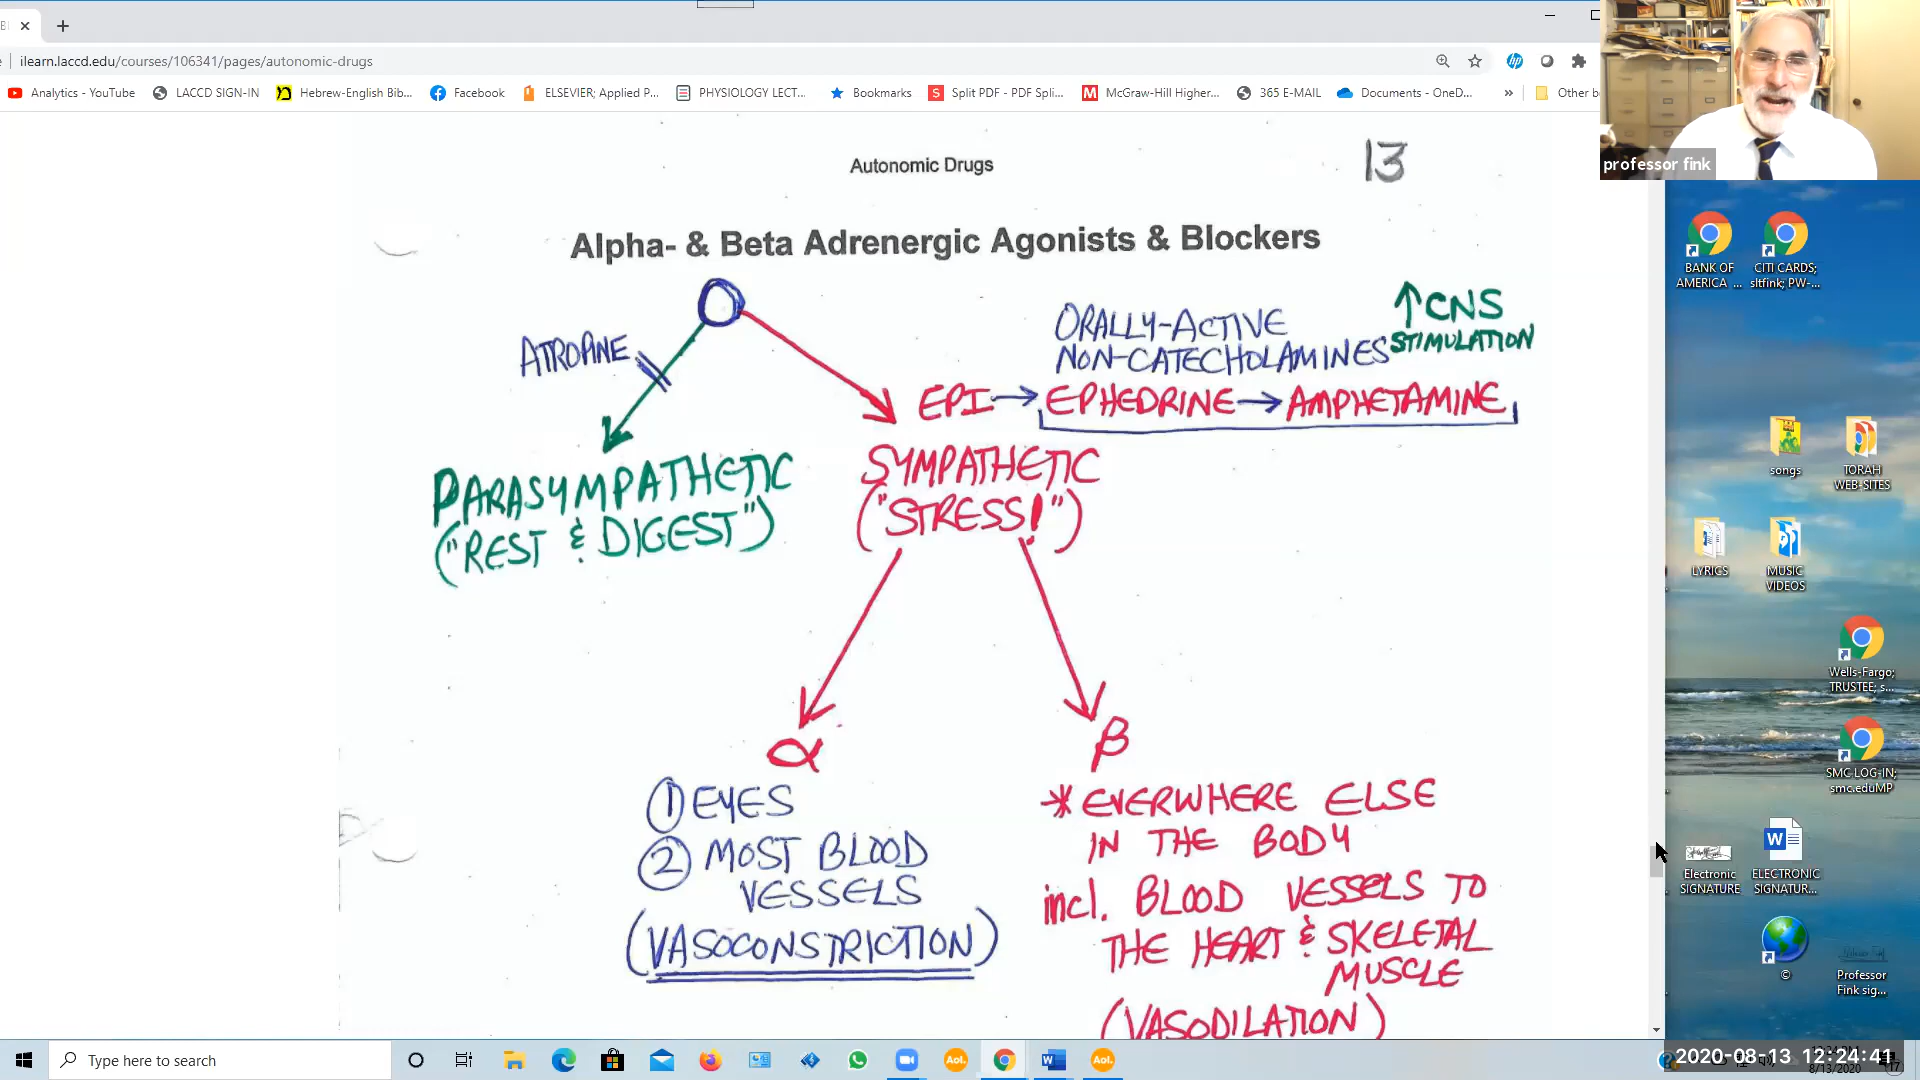 ilearn.laccd.edu/courses/106341/pages/autonomic-drugs
Analytics - YouTube
LACCD SIGN-IN
Hebrew-English Bib...
Facebook
ELSEVIER; Applied P...
PHYSIOLOGY LECT...
Bookmarks
Split PDF - PDF Spli...
McGraw-Hill Higher...
365 E-MAIL
Documents - OneD...
Other b
professor fink
Autonomic Drugs
13
Alpha- & Beta Adrenergic Agonists & Blockers
ATROPINE
ORALLY-ACTIVE
NON-CATECHOLAMINES
↑CNS
STIMULATION
EPI → EPHEDRINE → AMPHETAMINE
PARASYMPATHETIC
("REST & DIGEST")
SYMPATHETIC
("STRESS!")
α
① EYES
② MOST BLOOD
VESSELS
(VASOCONSTRICTION)
β
* EVERWHERE ELSE
IN THE BODY
incl. BLOOD VESSELS TO
THE HEART & SKELETAL
MUSCLE
(VASODILATION)
BANK OF
AMERICA ...
CITI CARDS;
sltfink; PW-...
songs
TORAH
WEB-SITES
LYRICS
MUSIC
VIDEOS
Wells-Fargo;
TRUSTEE; s...
SMC LOG-IN;
smc.eduMP
Electronic
SIGNATURE
ELECTRONIC
SIGNATUR...
©
Professor
Fink sig...
Type here to search
Aol.
Aol.
2020-08-13 12:24:41
8/13/2020